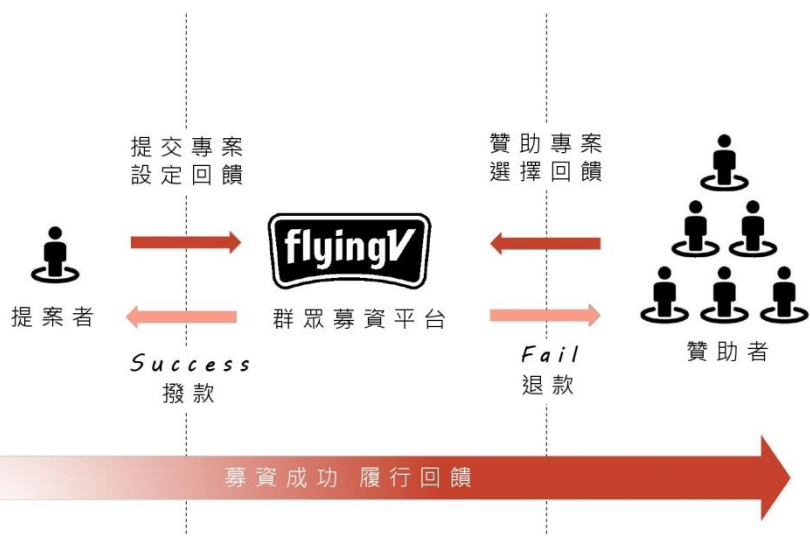 提交專案
設定回饋
贊助專案
選擇回饋
flyingV
提案者
群眾募資平台
贊助者
Success
撥款
Fail
退款
募資成功 履行回饋